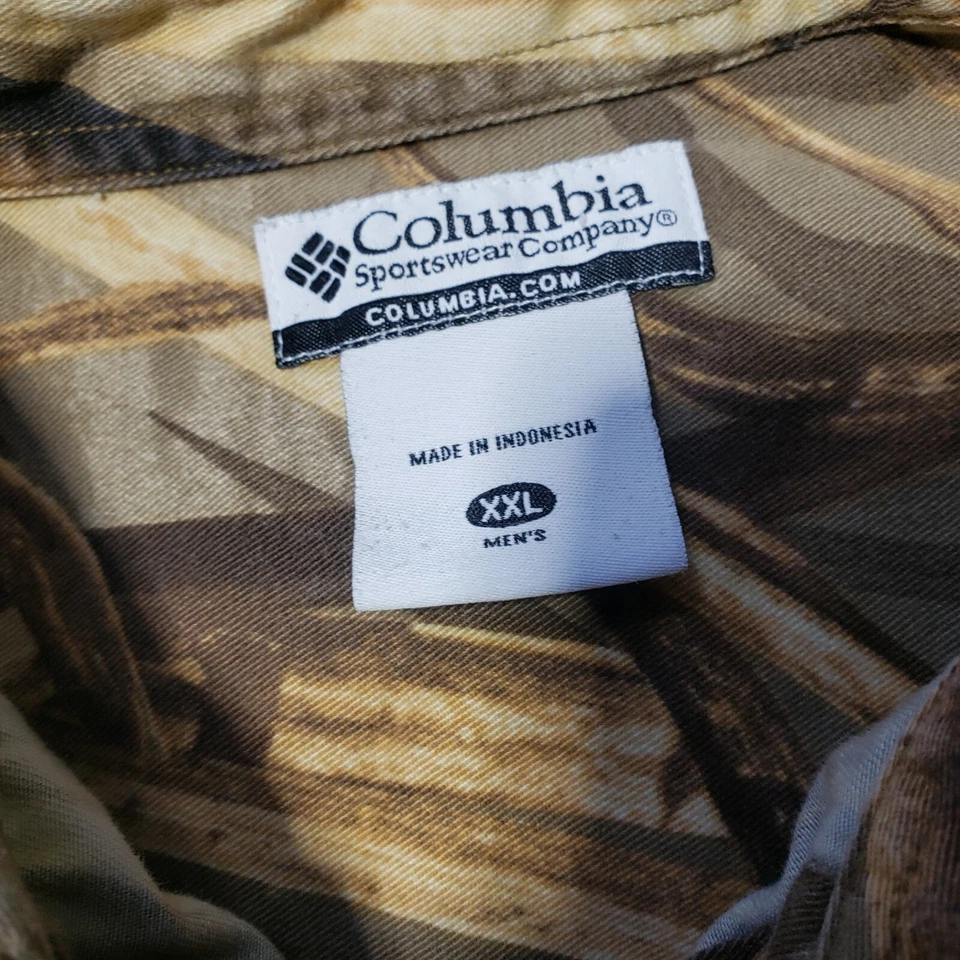 Columbia
Sportswear Company®
COLUMBIA.COM
MADE IN INDONESIA
XXL
MEN'S